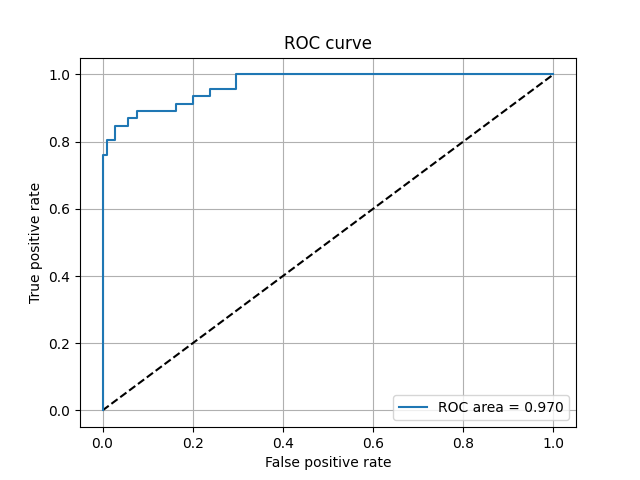 ROC curve
True positive rate
1.0
0.8
0.6
0.4
0.2
0.0
ROC area = 0.970
0.0 0.2 0.4 0.6 0.8 1.0
False positive rate